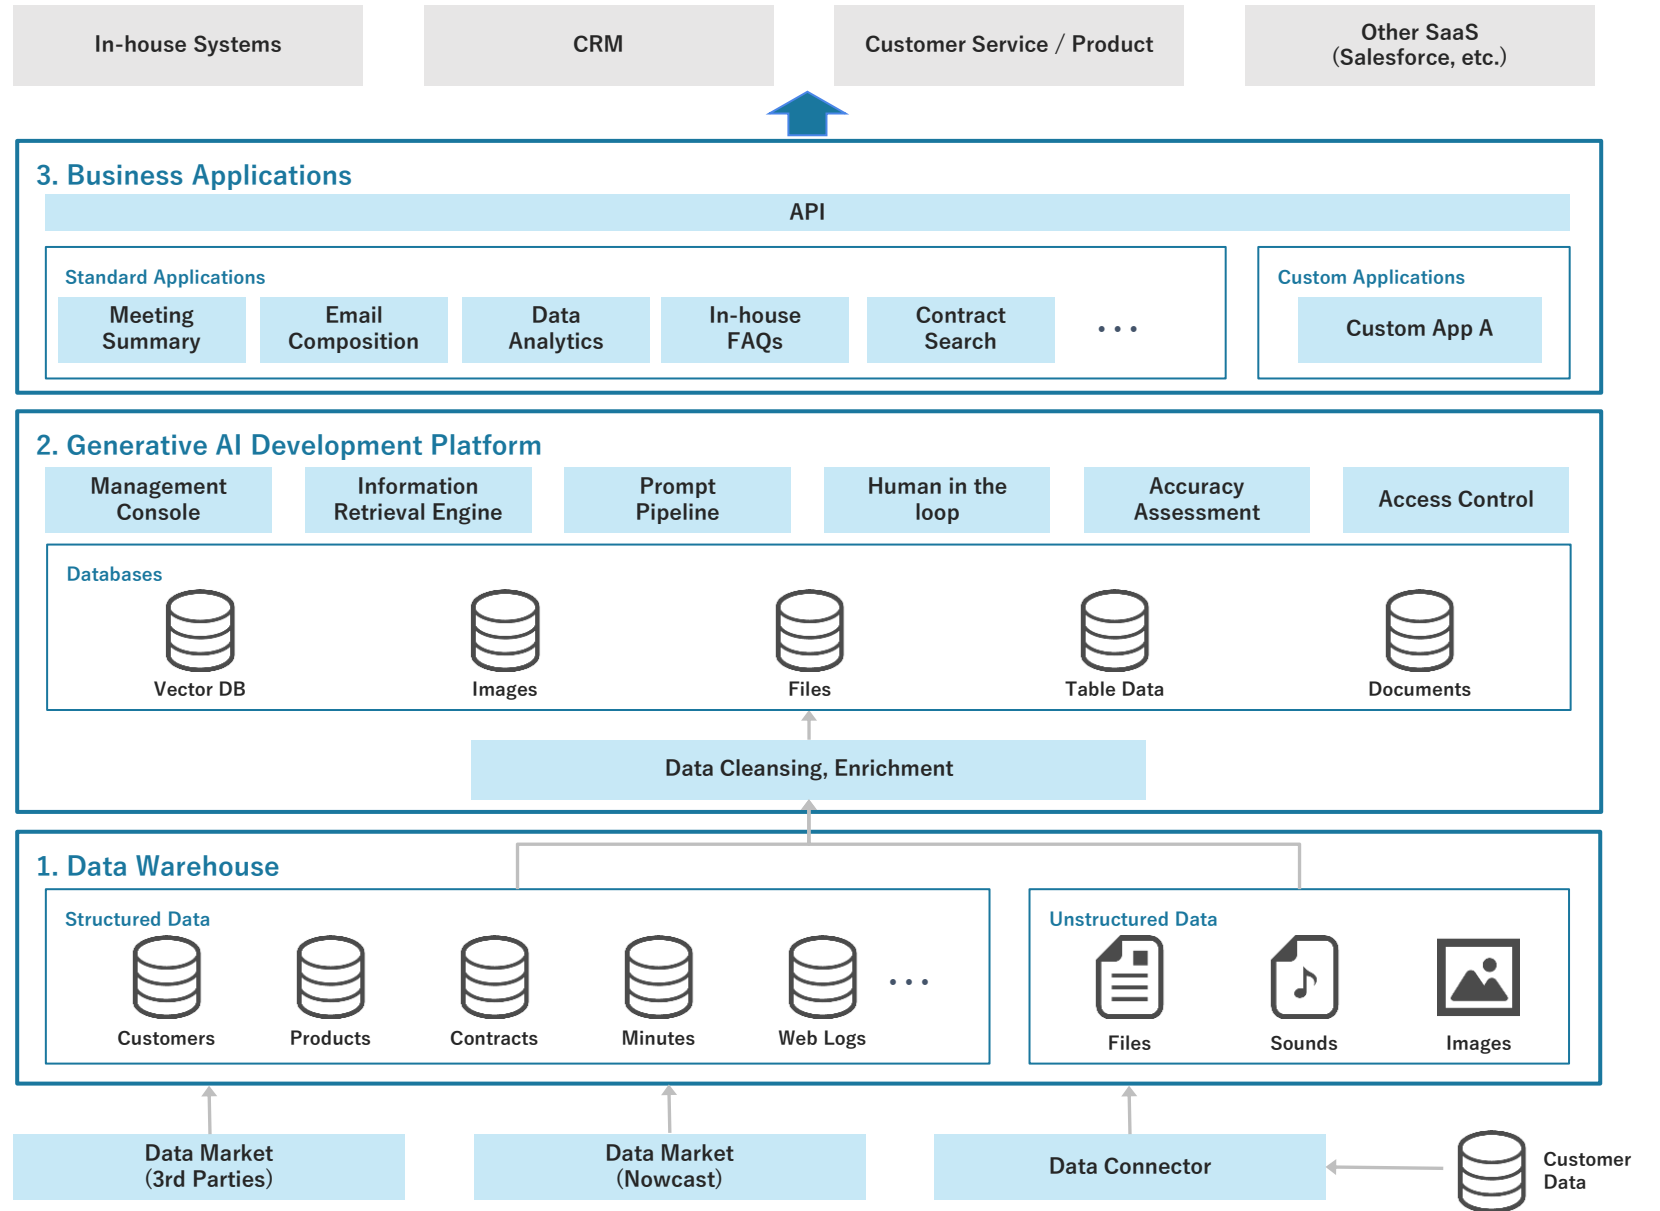 In-house Systems
CRM
Customer Service / Product
Other SaaS
(Salesforce, etc.)
3. Business Applications
API
Standard Applications
Meeting
Summary
Email
Composition
Data
Analytics
In-house
FAQs
Contract
Search
...
Custom Applications
Custom App A
2. Generative AI Development Platform
Management
Console
Information
Retrieval Engine
Prompt
Pipeline
Human in the
loop
Accuracy
Assessment
Access Control
Databases
Vector DB
Images
Files
Table Data
Documents
Data Cleansing, Enrichment
1. Data Warehouse
Structured Data
Customers
Products
Contracts
Minutes
Web Logs
...
Unstructured Data
Files
Sounds
Images
Data Market
(3rd Parties)
Data Market
(Nowcast)
Data Connector
Customer
Data